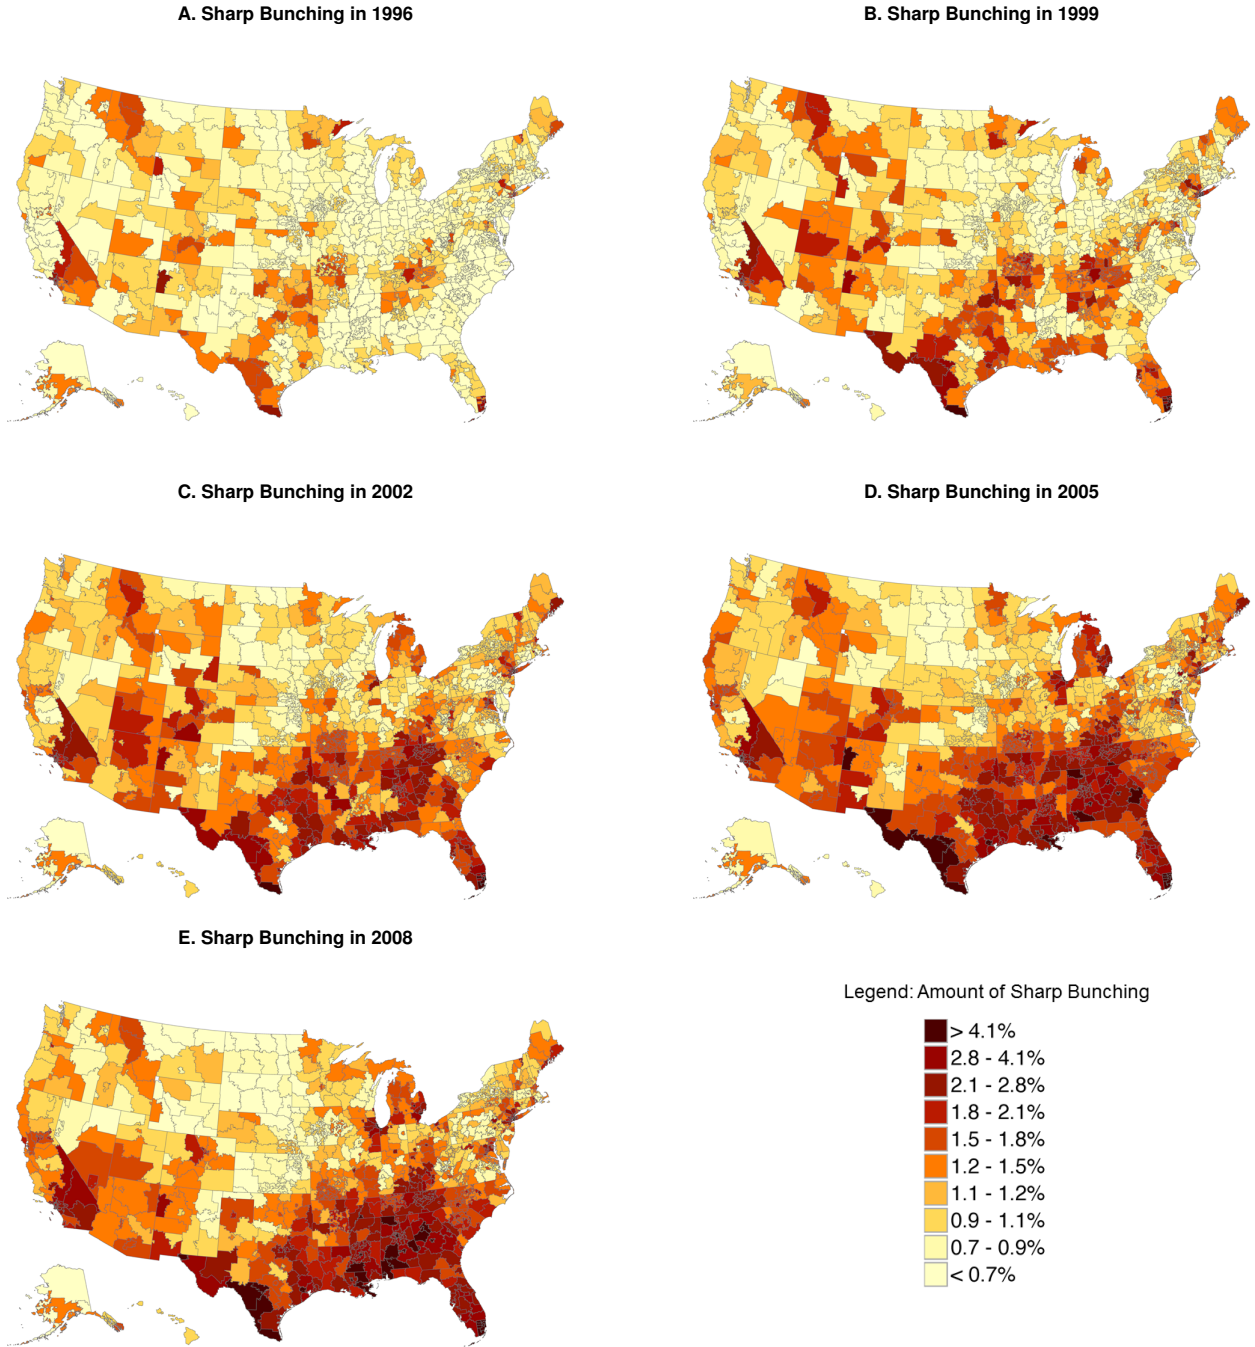 A. Sharp Bunching in 1996
B. Sharp Bunching in 1999
C. Sharp Bunching in 2002
D. Sharp Bunching in 2005
E. Sharp Bunching in 2008
Legend: Amount of Sharp Bunching
> 4.1%
2.8 - 4.1%
2.1 - 2.8%
1.8 - 2.1%
1.5 - 1.8%
1.2 - 1.5%
1.1 - 1.2%
0.9 - 1.1%
0.7 - 0.9%
< 0.7%